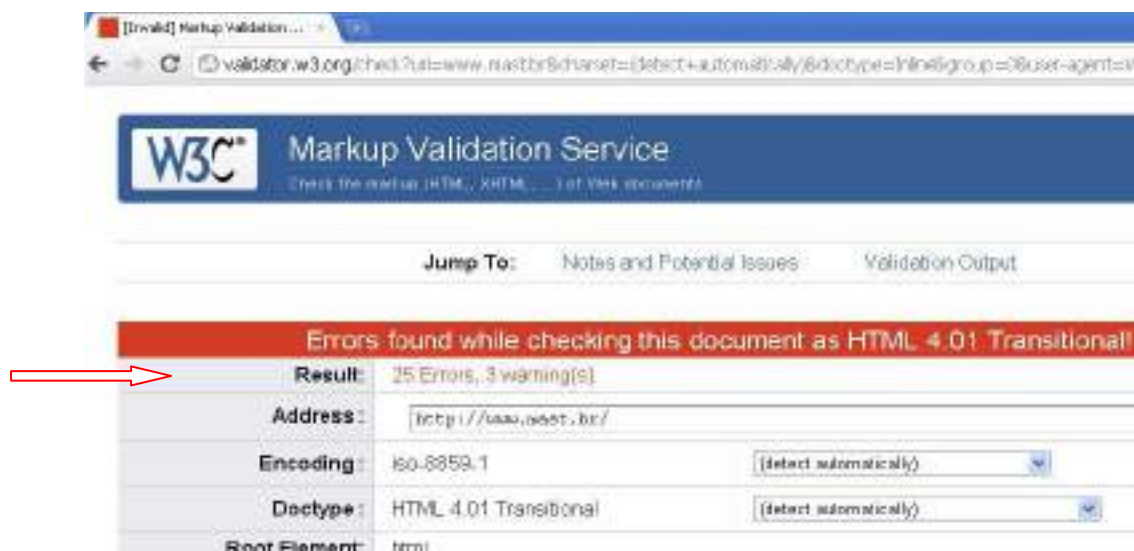 [Invalid] Markup Validation ...
validator.w3.org/check?uri=www.mast.br&charset=(detect+automatically)&doctype=Inline&group=0&user-agent=
W3C®
Markup Validation Service
Check the markup (HTML, XHTML, ...) of Web documents
Jump To: Notes and Potential Issues Validation Output
Errors found while checking this document as HTML 4.01 Transitional!
Result: 25 Errors, 3 warning(s)
Address: http://www.mast.br/
Encoding: iso-8859-1 (detect automatically)
Doctype: HTML 4.01 Transitional (detect automatically)
Root Element: html